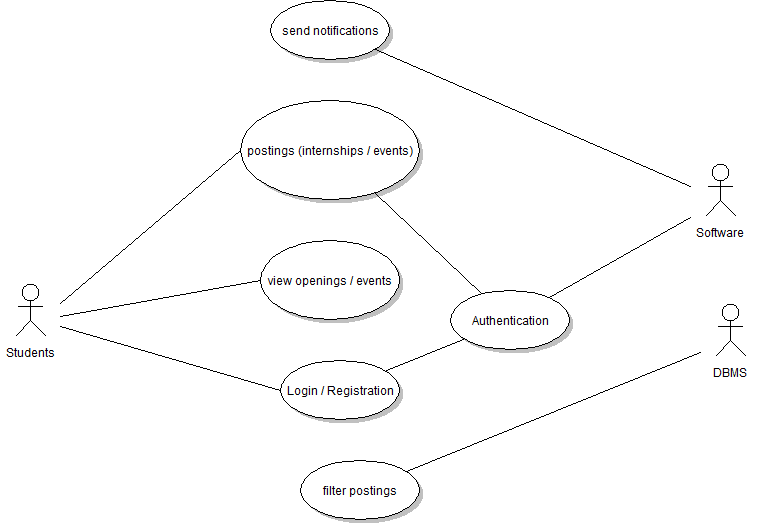 send notifications
postings (internships / events)
Software
view openings / events
Students
Authentication
DBMS
Login / Registration
filter postings